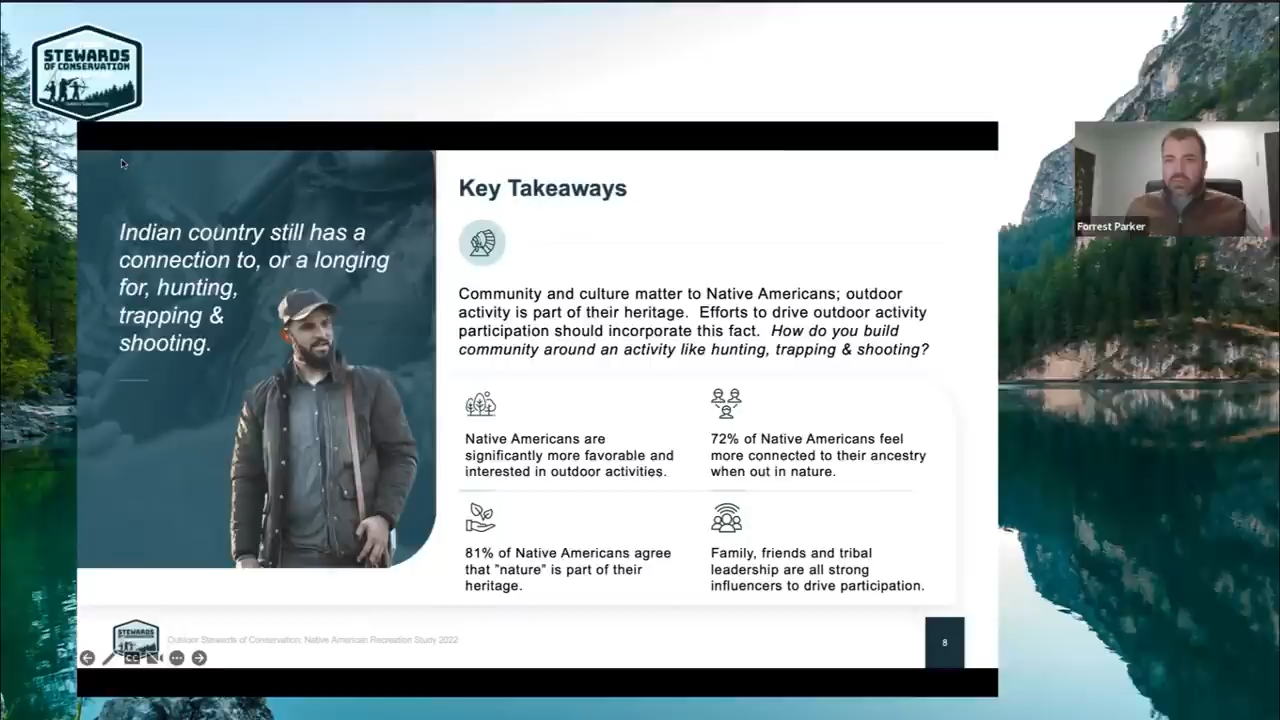 STEWARDS
OF CONSERVATION
Indian country still has a
connection to, or a longing
for, hunting,
trapping &
shooting.
Key Takeaways
Community and culture matter to Native Americans; outdoor
activity is part of their heritage.  Efforts to drive outdoor activity
participation should incorporate this fact.  How do you build
community around an activity like hunting, trapping & shooting?
Native Americans are
significantly more favorable and
interested in outdoor activities.
72% of Native Americans feel
more connected to their ancestry
when out in nature.
81% of Native Americans agree
that "nature" is part of their
heritage.
Family, friends and tribal
leadership are all strong
influencers to drive participation.
STEWARDS
OF CONSERVATION
Outdoor Stewards of Conservation; Native American Recreation Study 2022
8
CC
Forrest Parker